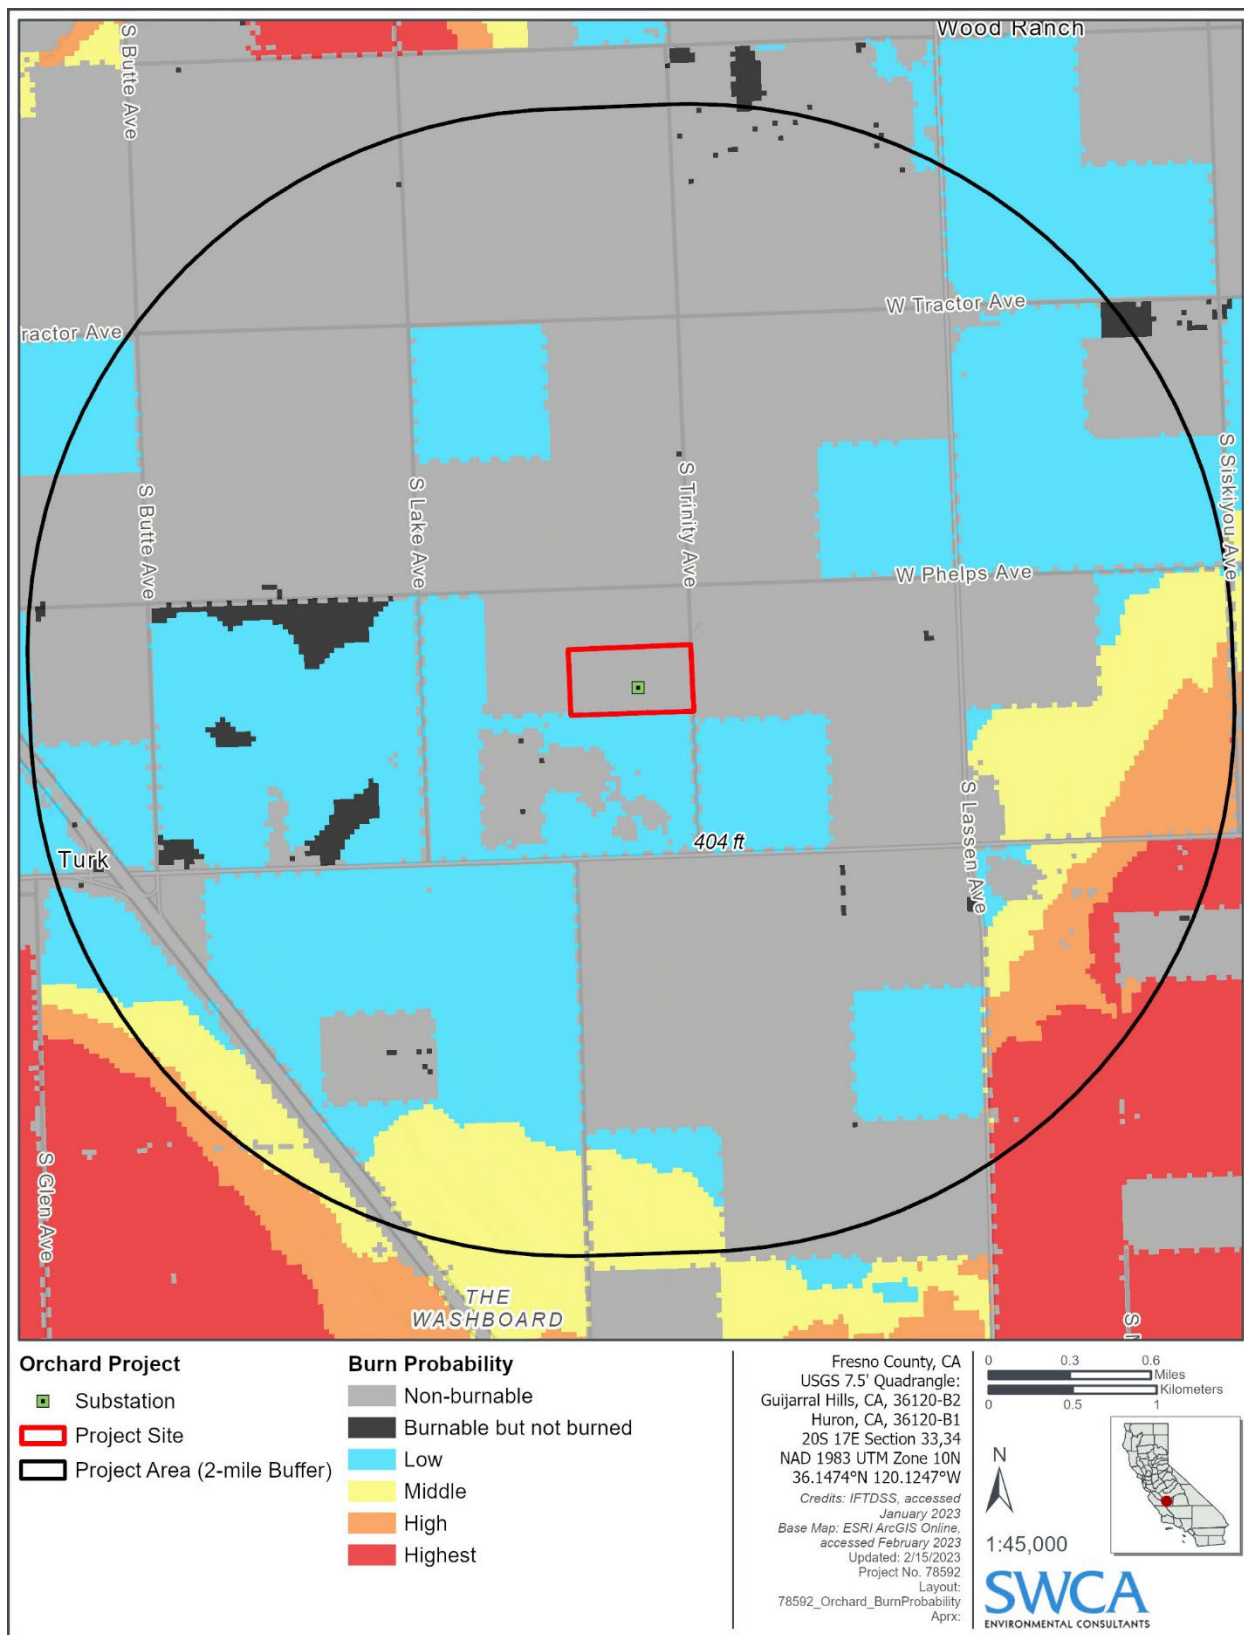 Wood Ranch
S Butte Ave
W Tractor Ave
ractor Ave
S Butte Ave
S Lake Ave
S Trinity Ave
S Siskiyou Ave
W Phelps Ave
S Lassen Ave
404 ft
Turk
S Glen Ave
THE
WASHBOARD
Orchard Project
Substation
Project Site
Project Area (2-mile Buffer)
Burn Probability
Non-burnable
Burnable but not burned
Low
Middle
High
Highest
Fresno County, CA
USGS 7.5' Quadrangle:
Guijarral Hills, CA, 36120-B2
Huron, CA, 36120-B1
20S 17E Section 33,34
NAD 1983 UTM Zone 10N
36.1474°N 120.1247°W
Credits: IFTDSS, accessed
January 2023
Base Map: ESRI ArcGIS Online,
accessed February 2023
Updated: 2/15/2023
Project No. 78592
Layout:
78592_Orchard_BurnProbability
Aprx:
0 0.3 0.6
Miles
Kilometers
0 0.5 1
N
1:45,000
SWCA
ENVIRONMENTAL CONSULTANTS